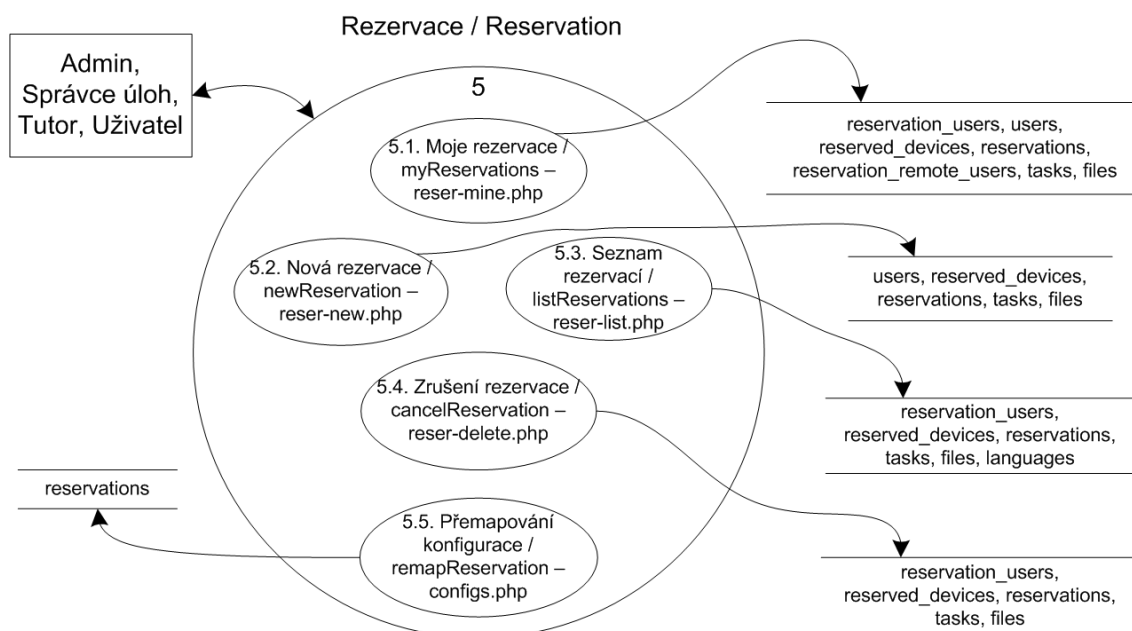 Rezervace / Reservation
Admin,
Správce úloh,
Tutor, Uživatel
5
5.1. Moje rezervace /
myReservations –
reser-mine.php
reservation_users, users,
reserved_devices, reservations,
reservation_remote_users, tasks, files
5.2. Nová rezervace /
newReservation –
reser-new.php
5.3. Seznam
rezervací /
listReservations –
reser-list.php
users, reserved_devices,
reservations, tasks, files
5.4. Zrušení rezervace /
cancelReservation –
reser-delete.php
reservation_users,
reserved_devices, reservations,
tasks, files, languages
reservations
5.5. Přemapování
konfigurace /
remapReservation –
configs.php
reservation_users,
reserved_devices, reservations,
tasks, files